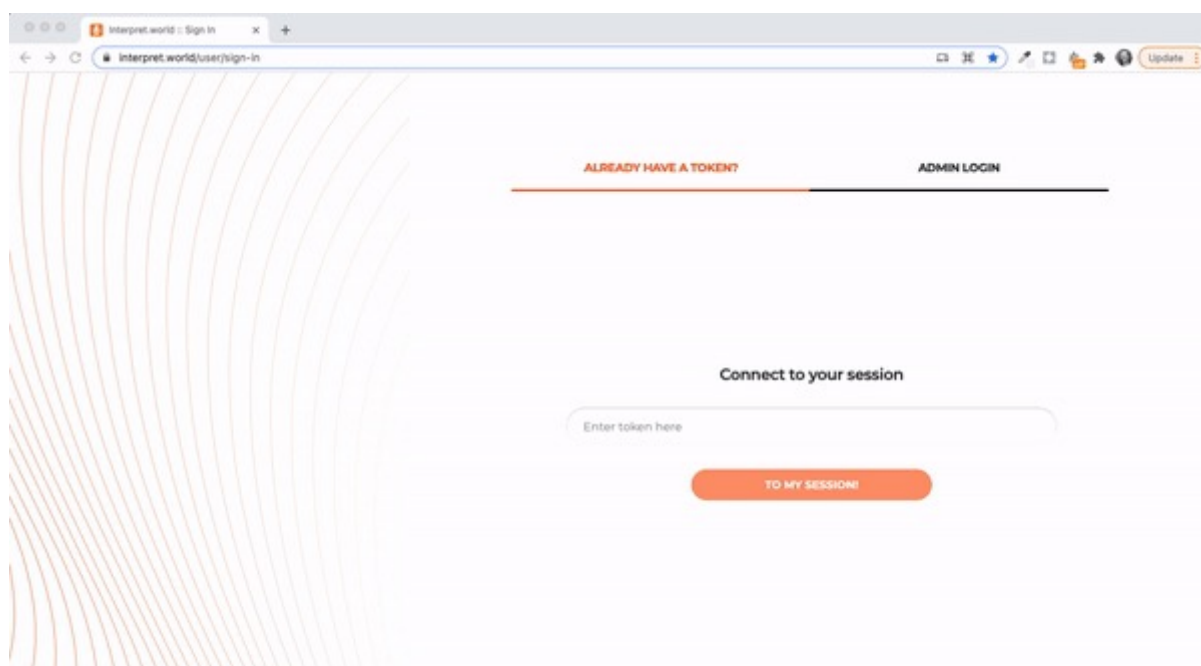 Interpret.world :: Sign In
interpret.world/user/sign-in
Update
ALREADY HAVE A TOKEN?
ADMIN LOGIN
Connect to your session
Enter token here
TO MY SESSION!